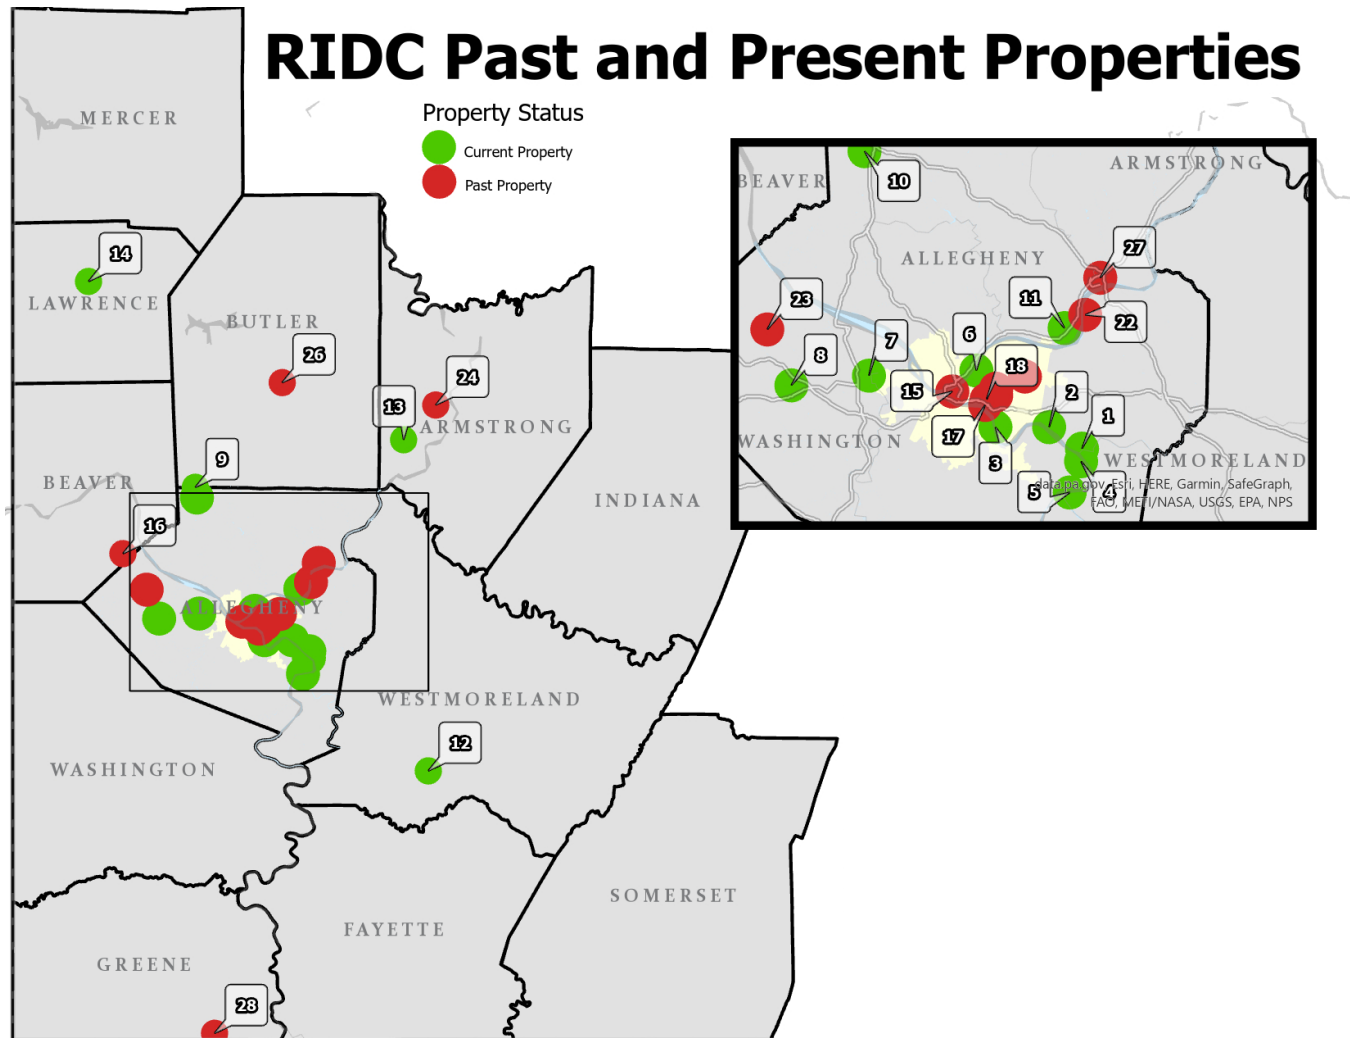 RIDC Past and Present Properties
Property Status
Current Property
Past Property
MERCER
14
LAWRENCE
BUTLER
26
24
13
ARMSTRONG
9
BEAVER
16
INDIANA
ALLEGHENY
WESTMORELAND
12
WASHINGTON
SOMERSET
FAYETTE
GREENE
28
ARMSTRONG
BEAVER
10
ALLEGHENY
27
23
11
22
6
7
8
18
15
2
1
17
WASHINGTON
3
WESTMORELAND
5
4
data.pa.gov, Esri, HERE, Garmin, SafeGraph,
FAO, METI/NASA, USGS, EPA, NPS